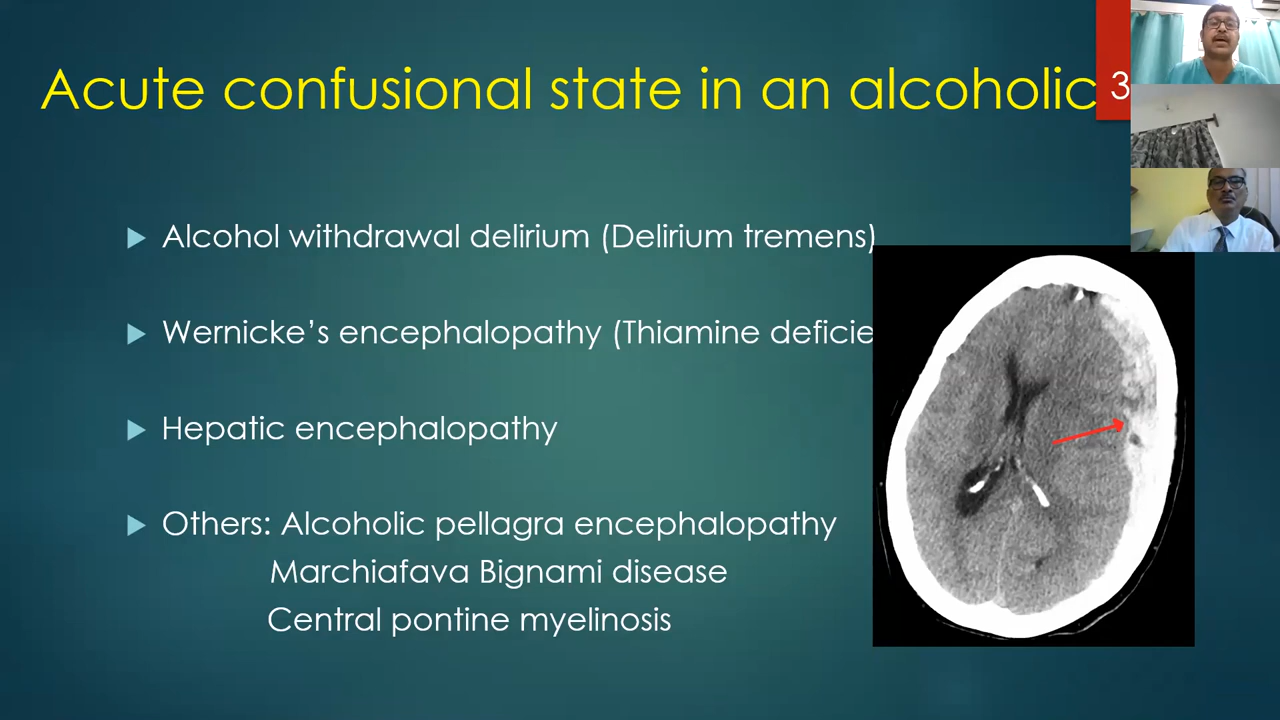 Acute confusional state in an alcoholic
3
Alcohol withdrawal delirium (Delirium tremens)
Wernicke’s encephalopathy (Thiamine deficie
Hepatic encephalopathy
Others: Alcoholic pellagra encephalopathy
Marchiafava Bignami disease
Central pontine myelinosis